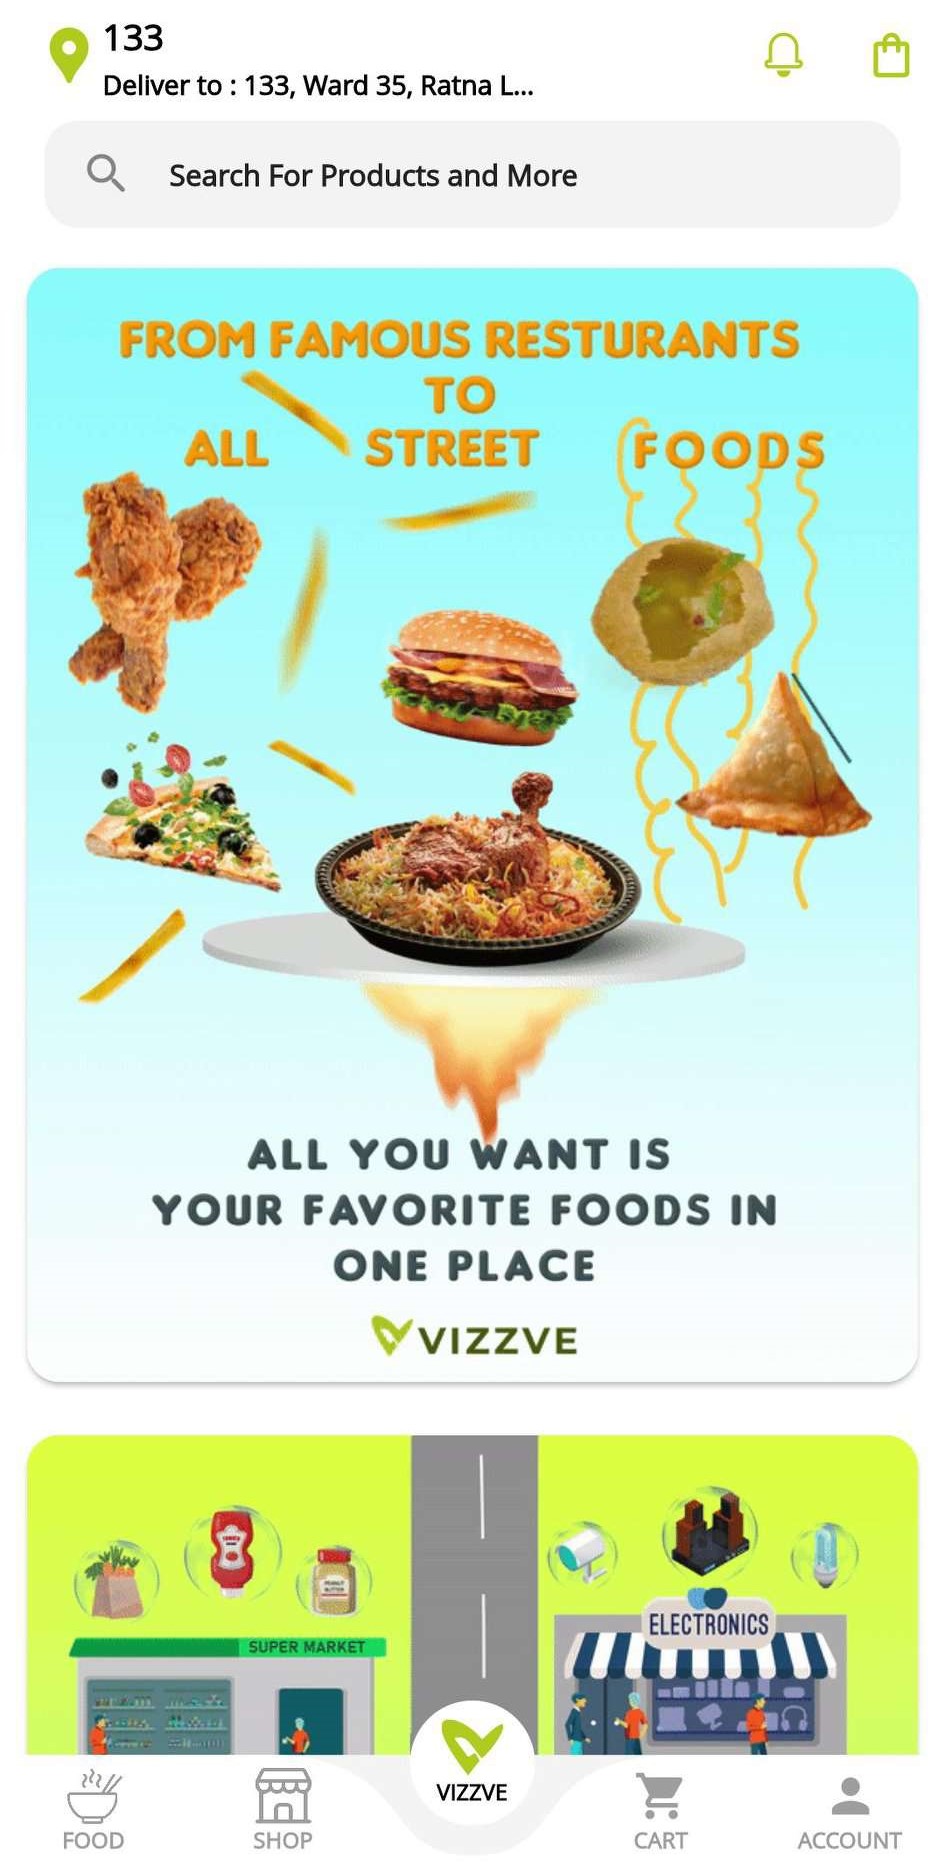 133
Deliver to : 133, Ward 35, Ratna L...
Search For Products and More
FROM FAMOUS RESTURANTS
TO
ALL STREET FOODS
ALL YOU WANT IS
YOUR FAVORITE FOODS IN
ONE PLACE
VIZZVE
PEANUT
BUTTER
ELECTRONICS
SUPER MARKET
VIZZVE
FOOD
SHOP
CART
ACCOUNT